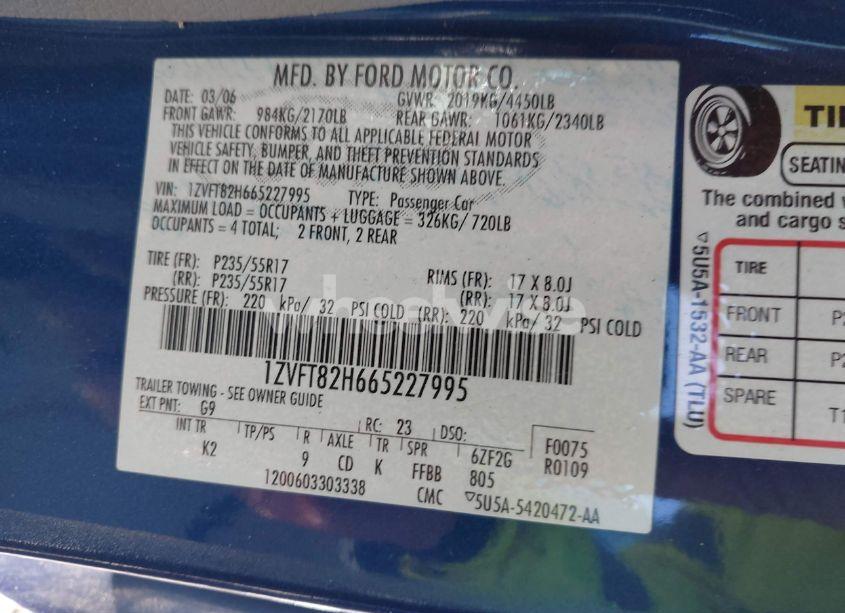 MFD. BY FORD MOTOR CO.
DATE: 03/06 GVWR: 2019KG/4450LB
FRONT GAWR: 984KG/2170LB REAR GAWR: 1061KG/2340LB
THIS VEHICLE CONFORMS TO ALL APPLICABLE FEDERAL MOTOR
VEHICLE SAFETY, BUMPER, AND THEFT PREVENTION STANDARDS
IN EFFECT ON THE DATE OF MANUFACTURE SHOWN ABOVE.
VIN: 1ZVFT82H665227995 TYPE: Passenger Car
MAXIMUM LOAD = OCCUPANTS + LUGGAGE = 326KG/ 720LB
OCCUPANTS = 4 TOTAL; 2 FRONT, 2 REAR
TIRE (FR): P235/55R17 RIMS (FR): 17 X 8.0J
(RR): P235/55R17 (RR): 17 X 8.0J
PRESSURE (FR): 220 kPa/ 32 PSI COLD (RR): 220 kPa/ 32 PSI COLD
wheelwise
1ZVFT82H665227995
TRAILER TOWING - SEE OWNER GUIDE
EXT PNT: G9 RC: 23 DSO:
INT TR TP/PS R AXLE TR SPR 6ZF2G F0075
K2 9 CD K FFBB 805 R0109
1200603303338 CMC ▽5U5A-5420472-AA
TI
SEATING
The combined
and cargo s
TIRE
FRONT P2
REAR P2
SPARE T1
▽5U5A-1532-AA (TLU)